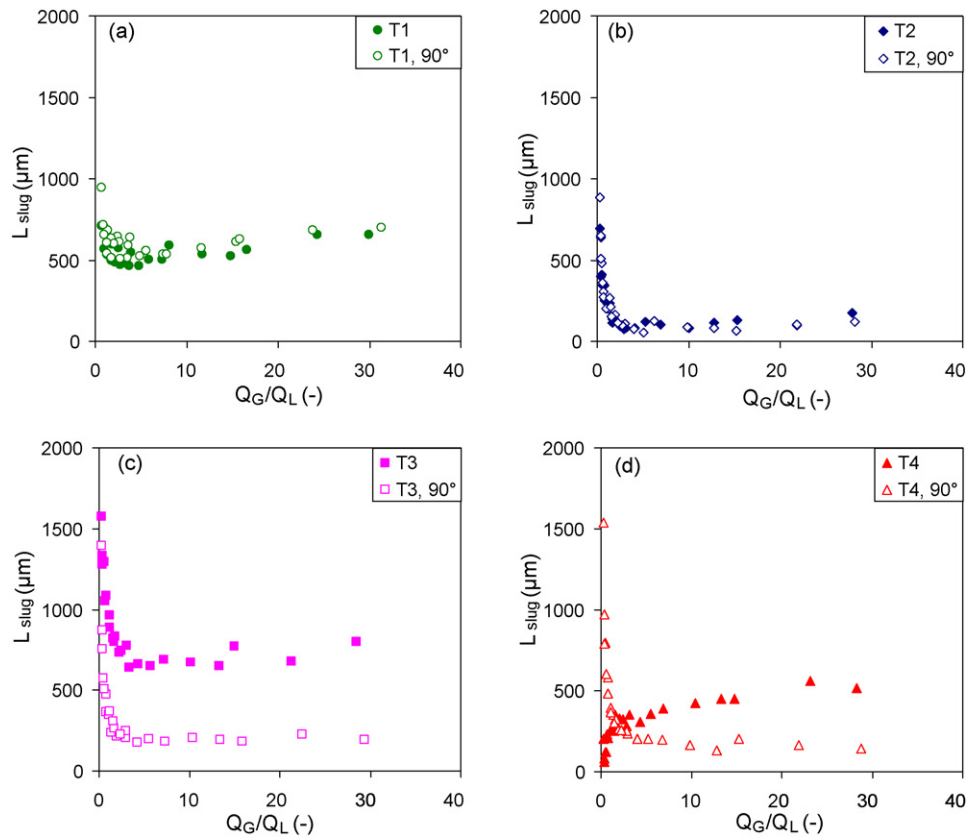 (a)
T1
T1, 90°
2000
1500
1000
500
0
L slug (µm)
0 10 20 30 40
QG/QL (-)
(b)
T2
T2, 90°
2000
1500
1000
500
0
L slug (µm)
0 10 20 30 40
QG/QL (-)
(c)
T3
T3, 90°
2000
1500
1000
500
0
L slug (µm)
0 10 20 30 40
QG/QL (-)
(d)
T4
T4, 90°
2000
1500
1000
500
0
L slug (µm)
0 10 20 30 40
QG/QL (-)